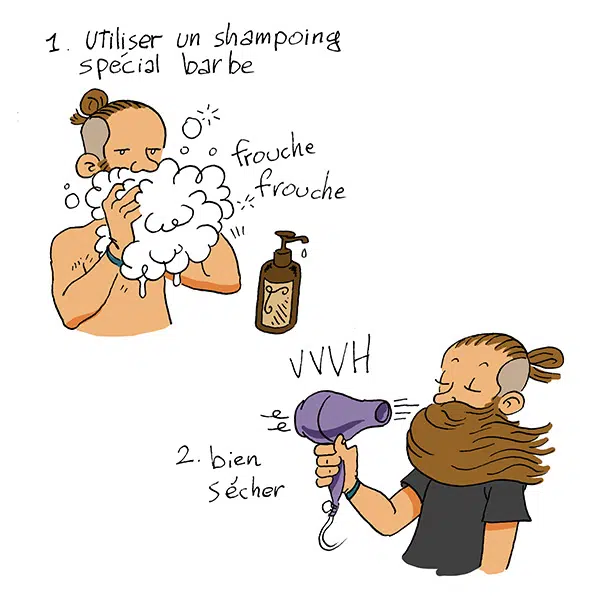 1. Utiliser un shampoing
spécial barbe
frouche
frouche
VVVH
2. bien
sécher